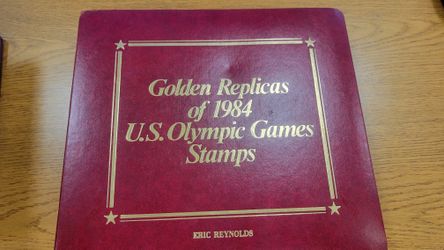 Golden Replicas
of 1984
U.S. Olympic Games
Stamps
ERIC REYNOLDS